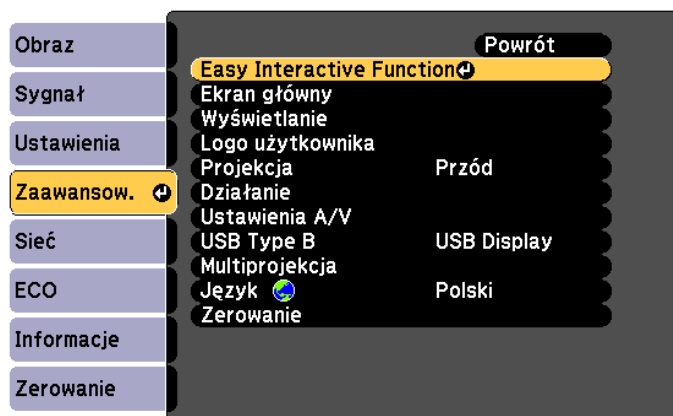 Obraz
Sygnał
Ustawienia
Zaawansow.
Sieć
ECO
Informacje
Zerowanie
Powrót
Easy Interactive Function
Ekran główny
Wyświetlanie
Logo użytkownika
Projekcja Przód
Działanie
Ustawienia A/V
USB Type B USB Display
Multiprojekcja
Język Polski
Zerowanie